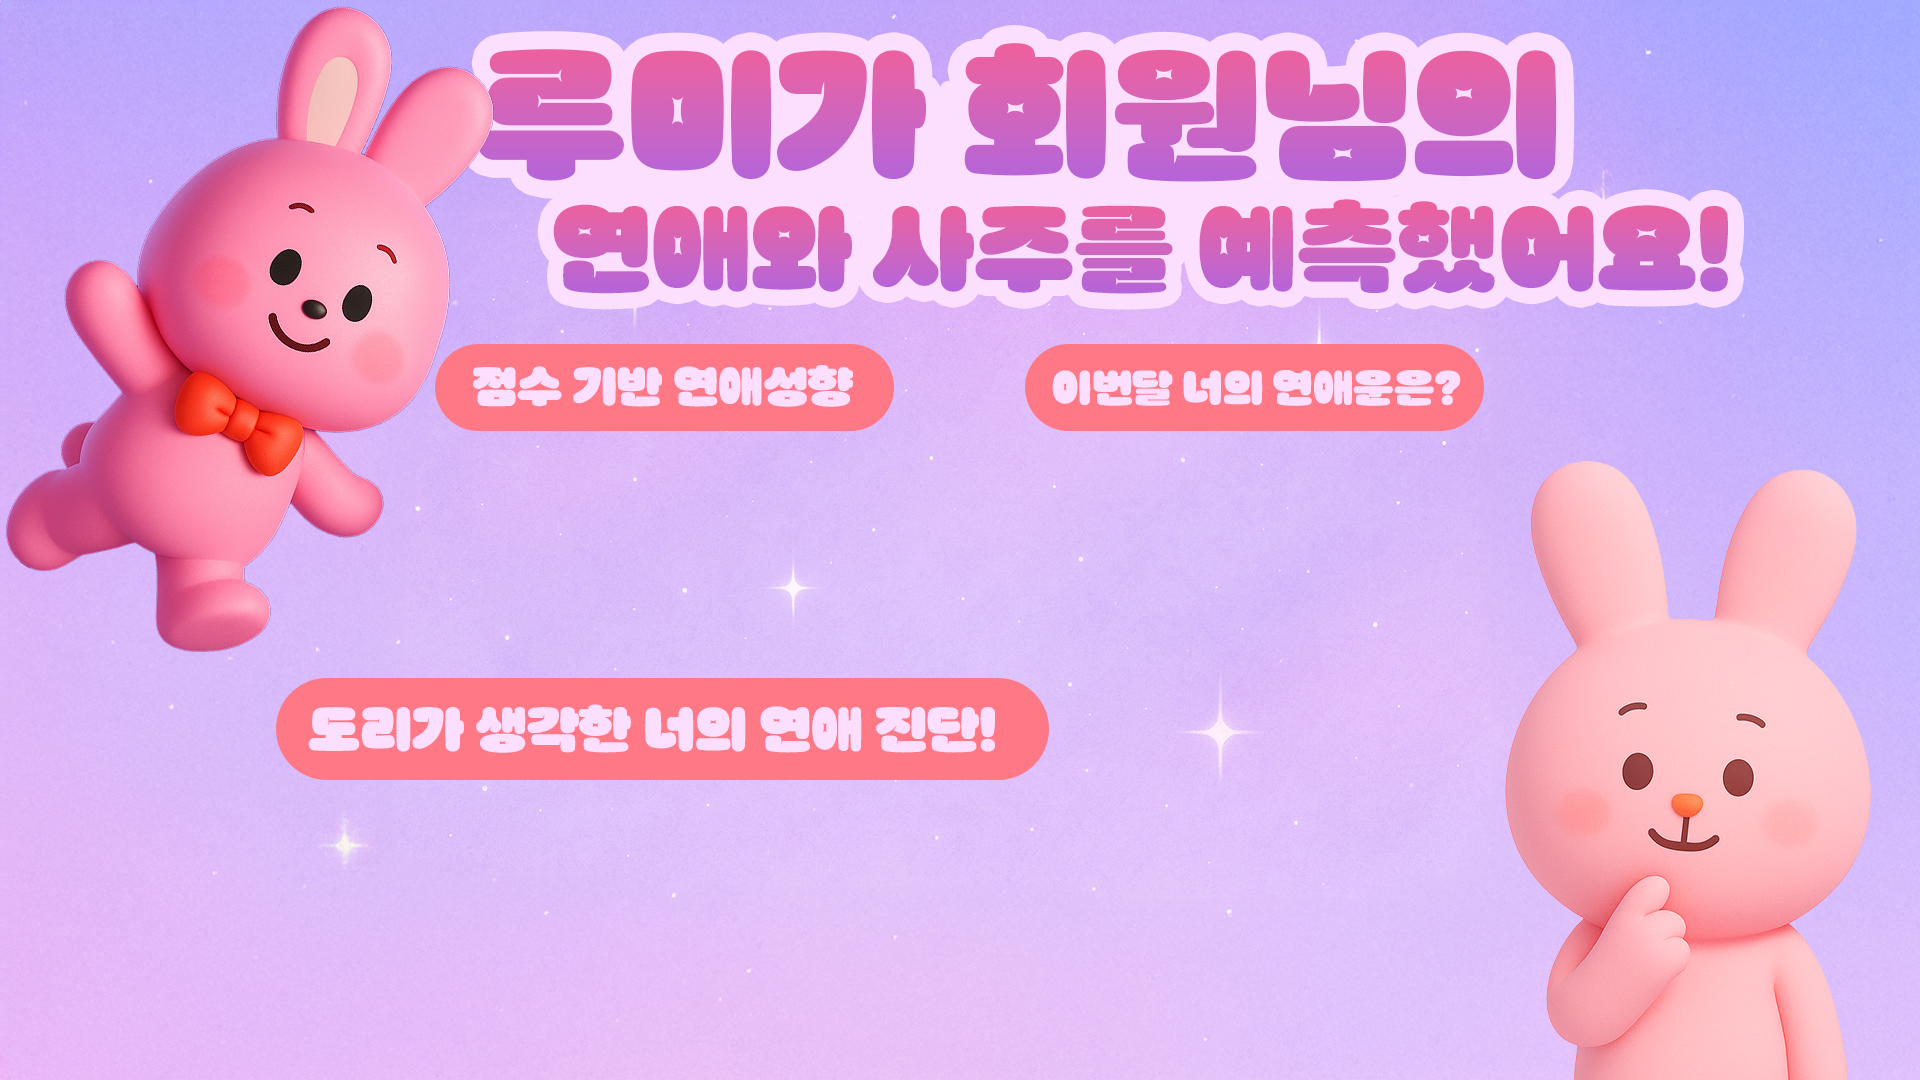 루미가 회원님의
연애와 사주를 예측했어요!
점수 기반 연애성향
이번달 너의 연애운은?
도리가 생각한 너의 연애 진단!